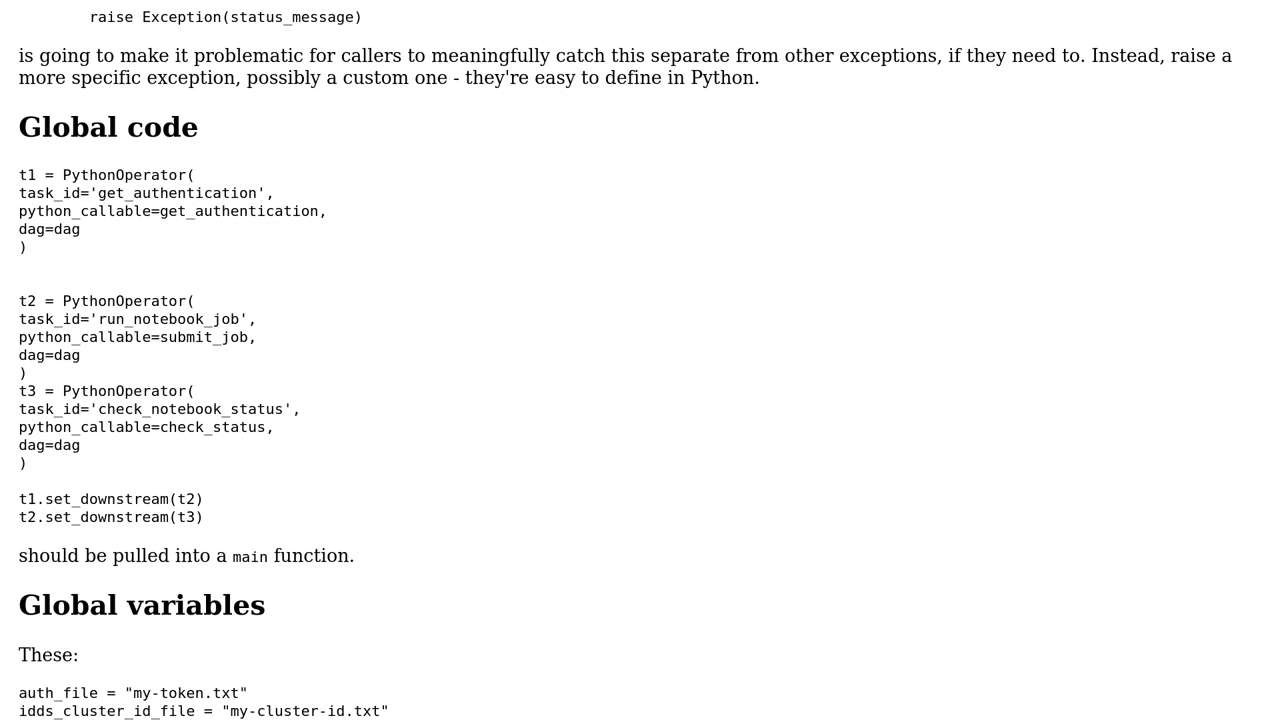 raise Exception(status_message)
is going to make it problematic for callers to meaningfully catch this separate from other exceptions, if they need to. Instead, raise a
more specific exception, possibly a custom one - they're easy to define in Python.
Global code
t1 = PythonOperator(
task_id='get_authentication',
python_callable=get_authentication,
dag=dag
)
t2 = PythonOperator(
task_id='run_notebook_job',
python_callable=submit_job,
dag=dag
)
t3 = PythonOperator(
task_id='check_notebook_status',
python_callable=check_status,
dag=dag
)
t1.set_downstream(t2)
t2.set_downstream(t3)
should be pulled into a main function.
Global variables
These:
auth_file = "my-token.txt"
idds_cluster_id_file = "my-cluster-id.txt"